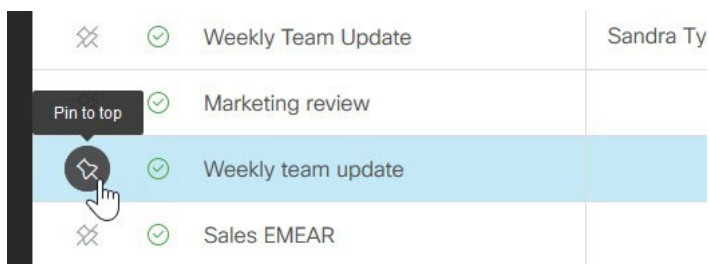 Weekly Team Update Sandra Ty
Marketing review
Pin to top
Weekly team update
Sales EMEAR